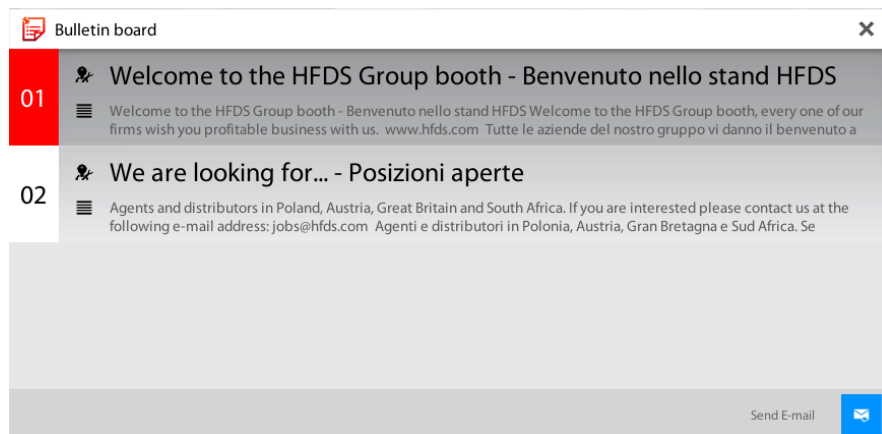 Bulletin board
01
Welcome to the HFDS Group booth - Benvenuto nello stand HFDS
Welcome to the HFDS Group booth - Benvenuto nello stand HFDS Welcome to the HFDS Group booth, every one of our
firms wish you profitable business with us. www.hfds.com Tutte le aziende del nostro gruppo vi danno il benvenuto a
02
We are looking for... - Posizioni aperte
Agents and distributors in Poland, Austria, Great Britain and South Africa. If you are interested please contact us at the
following e-mail address: jobs@hfds.com Agenti e distributori in Polonia, Austria, Gran Bretagna e Sud Africa. Se
Send E-mail